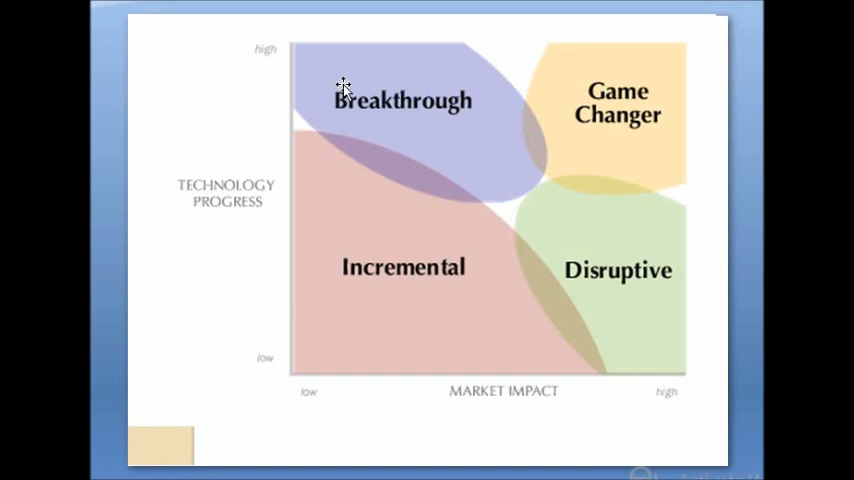 high
Breakthrough
Game
Changer
TECHNOLOGY
PROGRESS
Incremental
Disruptive
low
low
MARKET IMPACT
high